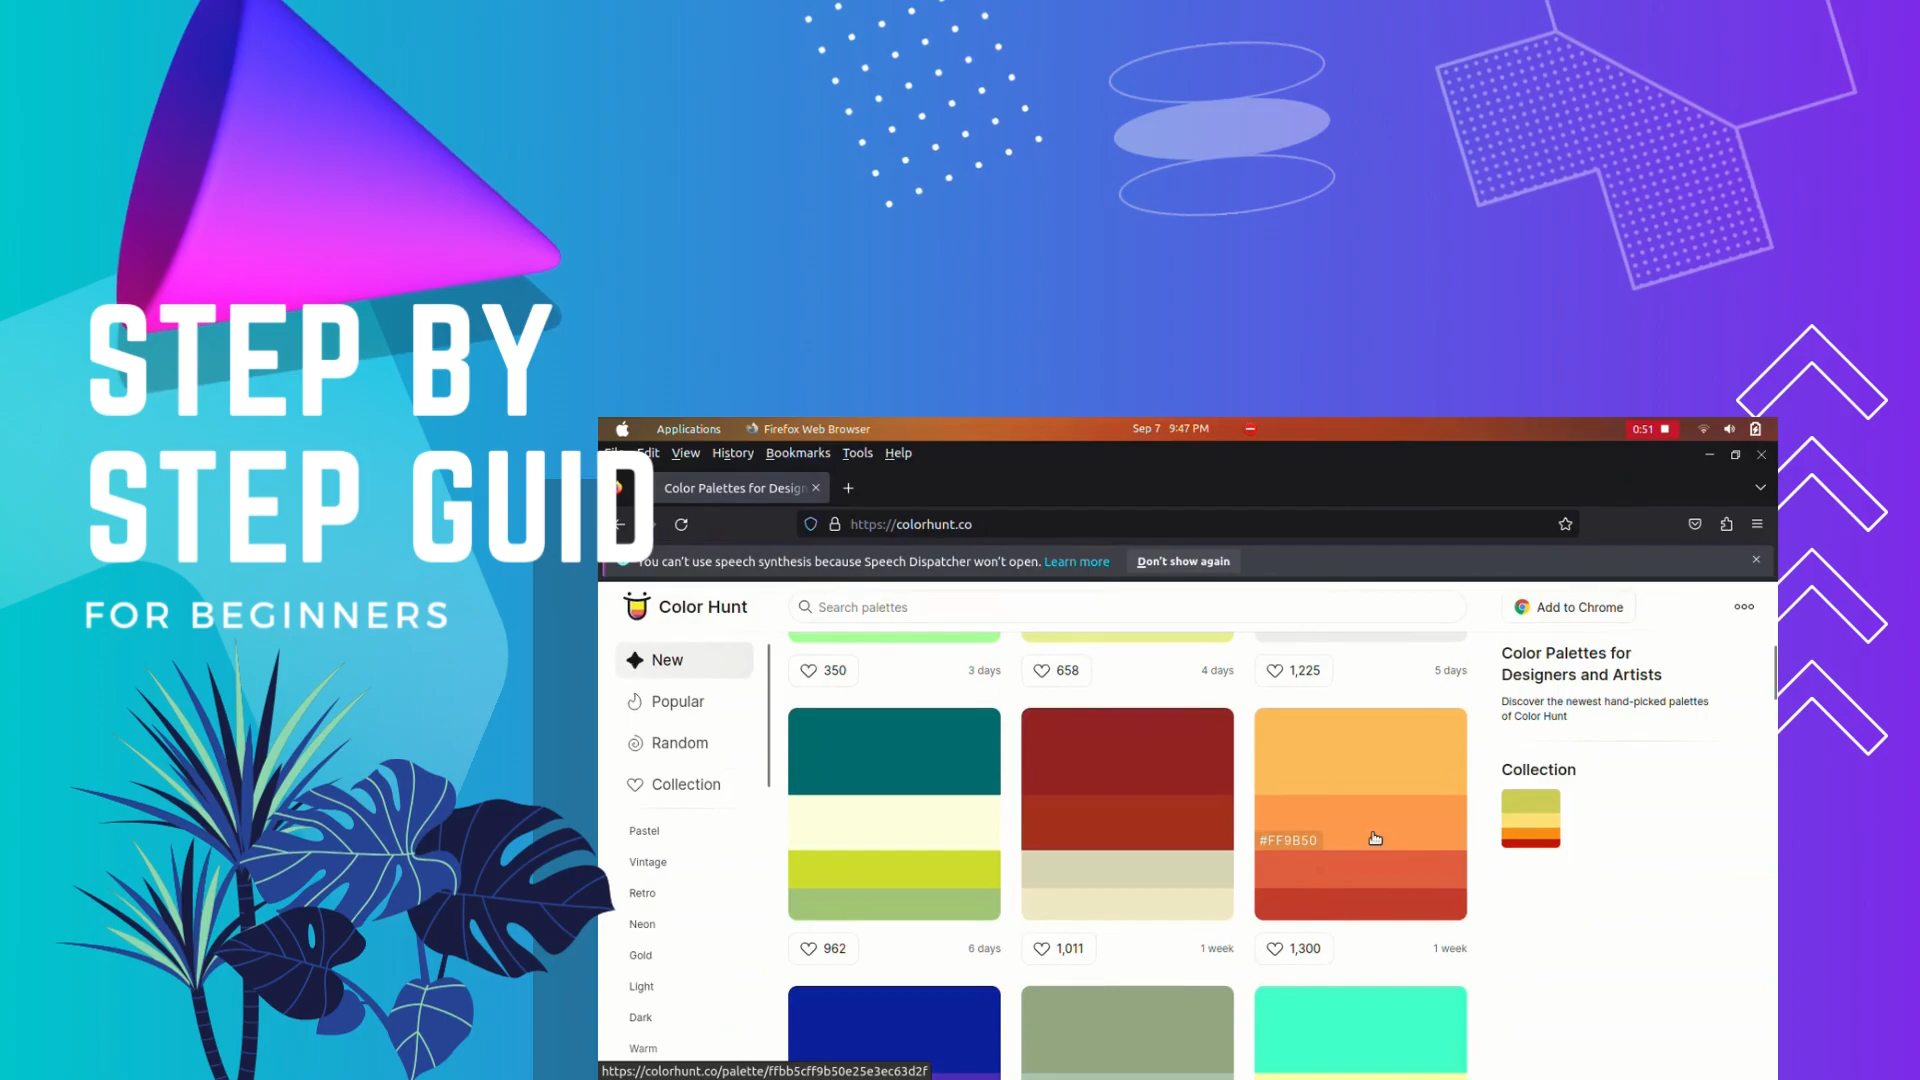 STEP BY
STEP GUID
FOR BEGINNERS
Applications
Firefox Web Browser
Sep 7 9:47 PM
0:51
Edit View History Bookmarks Tools Help
Color Palettes for Design
https://colorhunt.co
You can't use speech synthesis because Speech Dispatcher won't open. Learn more
Don't show again
Color Hunt
Search palettes
Add to Chrome
New
Popular
Random
Collection
Pastel
Vintage
Retro
Neon
Gold
Light
Dark
Warm
350 3 days
658 4 days
1,225 5 days
#FF9B50
962 6 days
1,011 1 week
1,300 1 week
Color Palettes for
Designers and Artists
Discover the newest hand-picked palettes
of Color Hunt
Collection
https://colorhunt.co/palette/ffbb5cff9b50e25e3ec63d2f